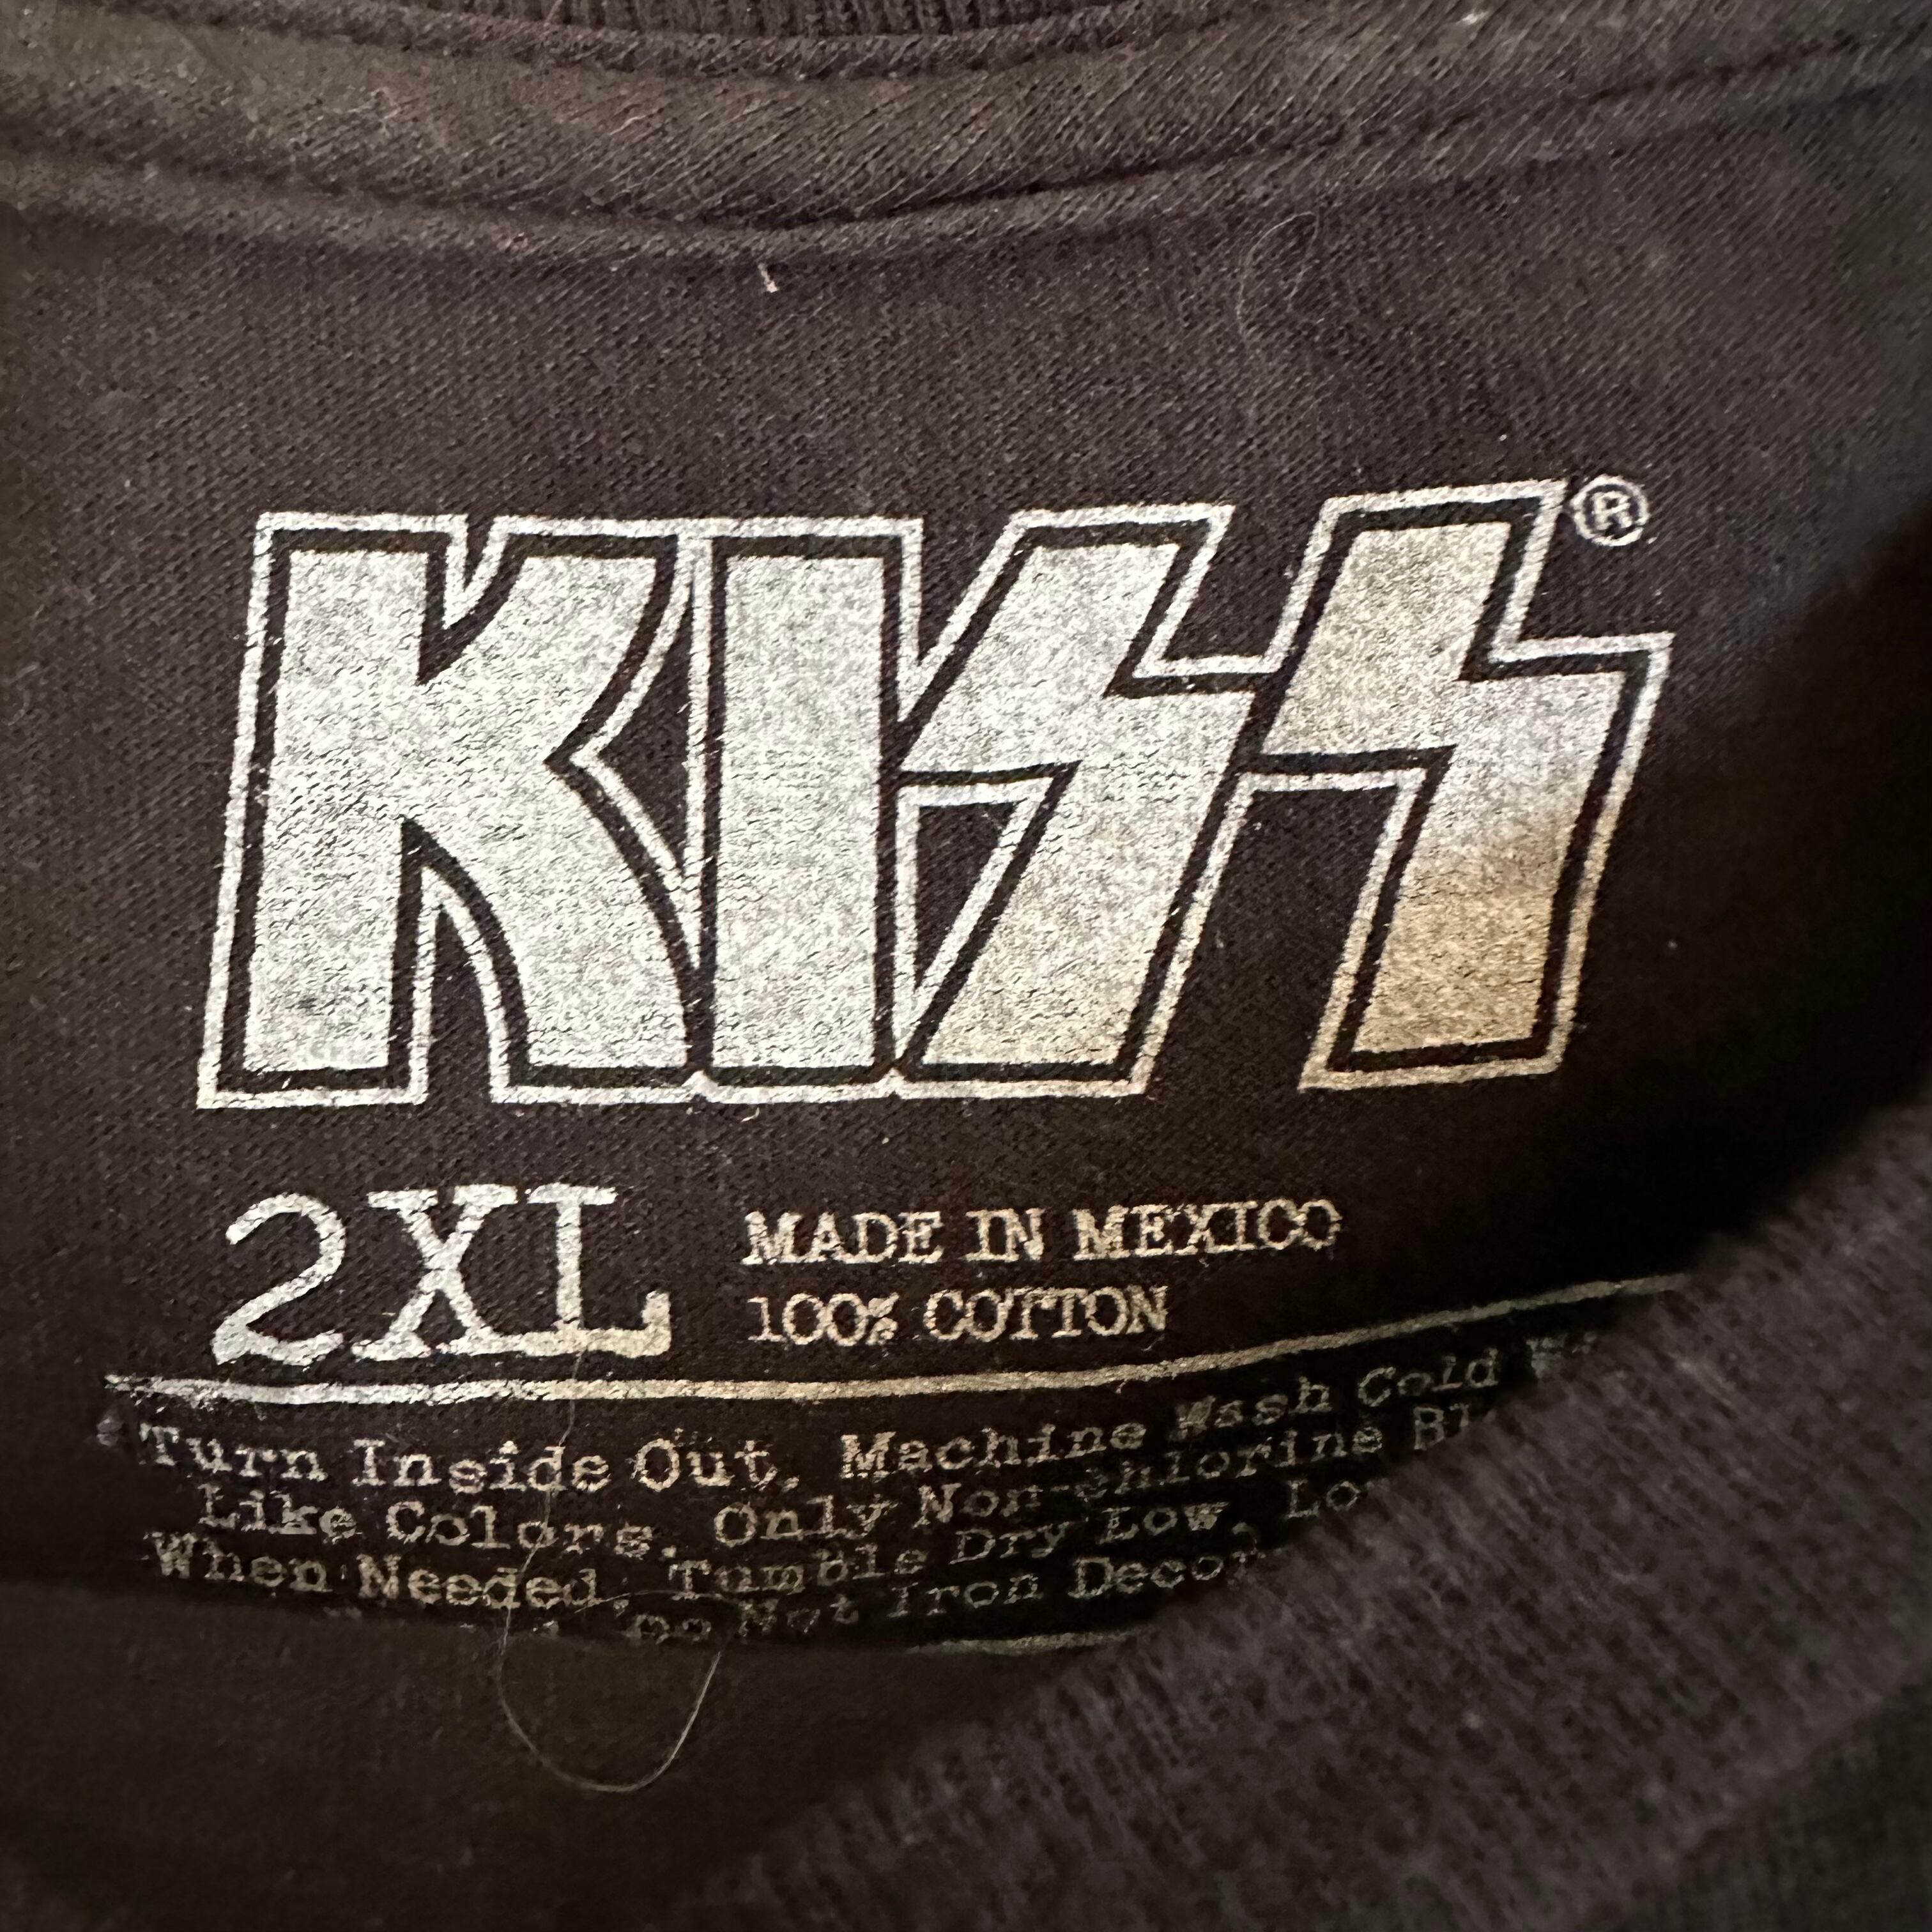 KISS®
2XL
MADE IN MEXICO
100% COTTON
Turn Inside Out, Machine Wash Cold
Like Colors. Only Non-chlorine
When Needed. Tumble Dry Low.
Do Not Iron